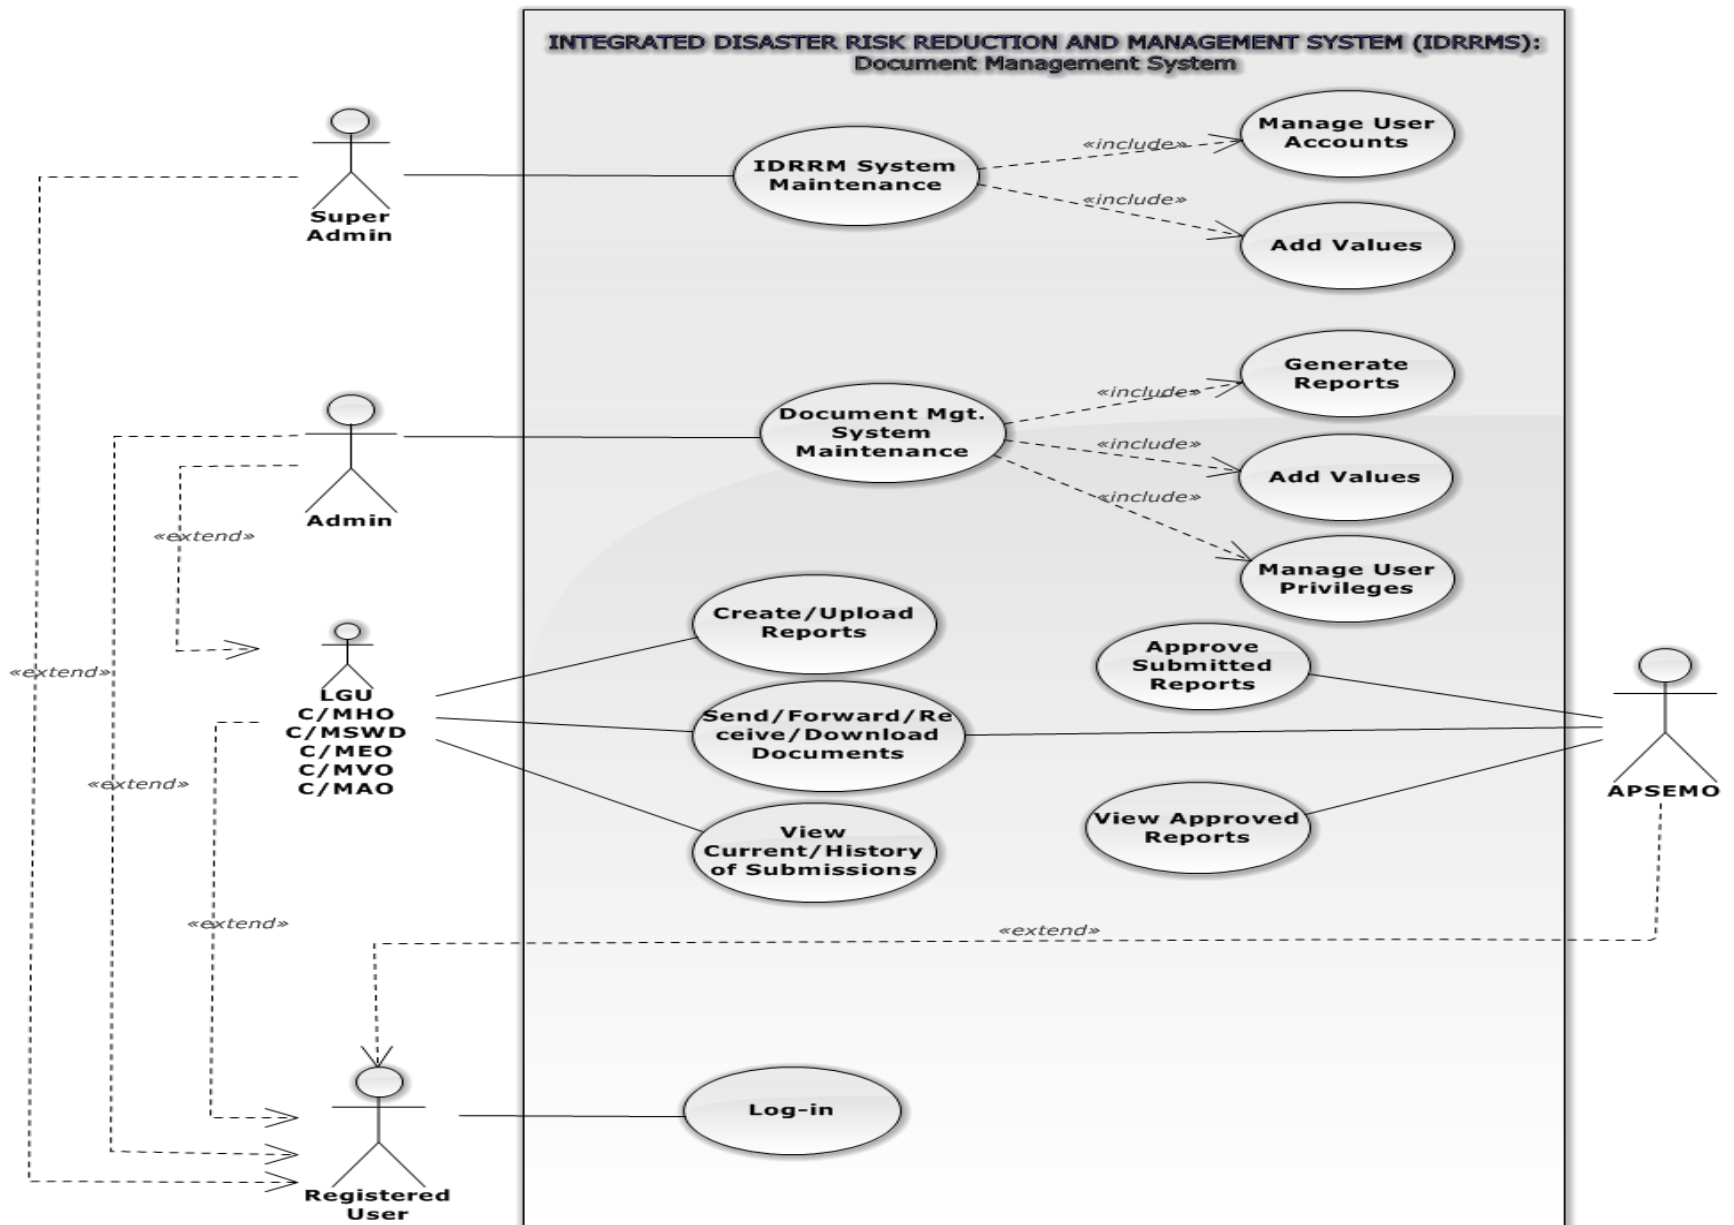 INTEGRATED DISASTER RISK REDUCTION AND MANAGEMENT SYSTEM (IDRRMS):
Document Management System
Super
Admin
IDRRM System
Maintenance
«include»
«include»
Manage User
Accounts
Add Values
Admin
Document Mgt.
System
Maintenance
«include»
«include»
«include»
Generate
Reports
Add Values
Manage User
Privileges
«extend»
«extend»
«extend»
«extend»
LGU
C/MHO
C/MSWD
C/MEO
C/MVO
C/MAO
Create/Upload
Reports
Send/Forward/Re
ceive/Download
Documents
View
Current/History
of Submissions
Approve
Submitted
Reports
View Approved
Reports
APSEMO
«extend»
Registered
User
Log-in